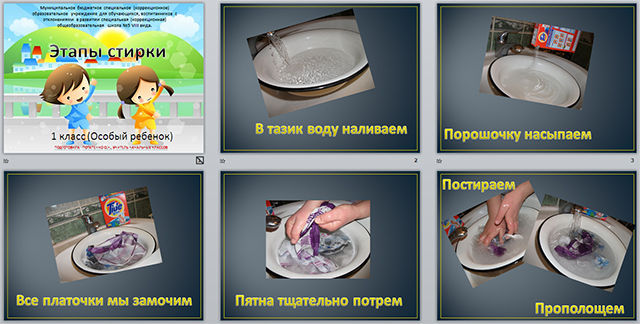 Муниципальное бюджетное специальное (коррекционное)
образовательное учреждение для обучающихся, воспитанников с
отклонениями в развитии специальная (коррекционная)
общеобразовательная школа №5 VIII вида.
Этапы стирки
1 класс (Особый ребенок)
2
В тазик воду наливаем
3
Порошочку насыпаем
Tide
Все платочки мы замочим
Пятна тщательно потрем
Постираем
Прополощем